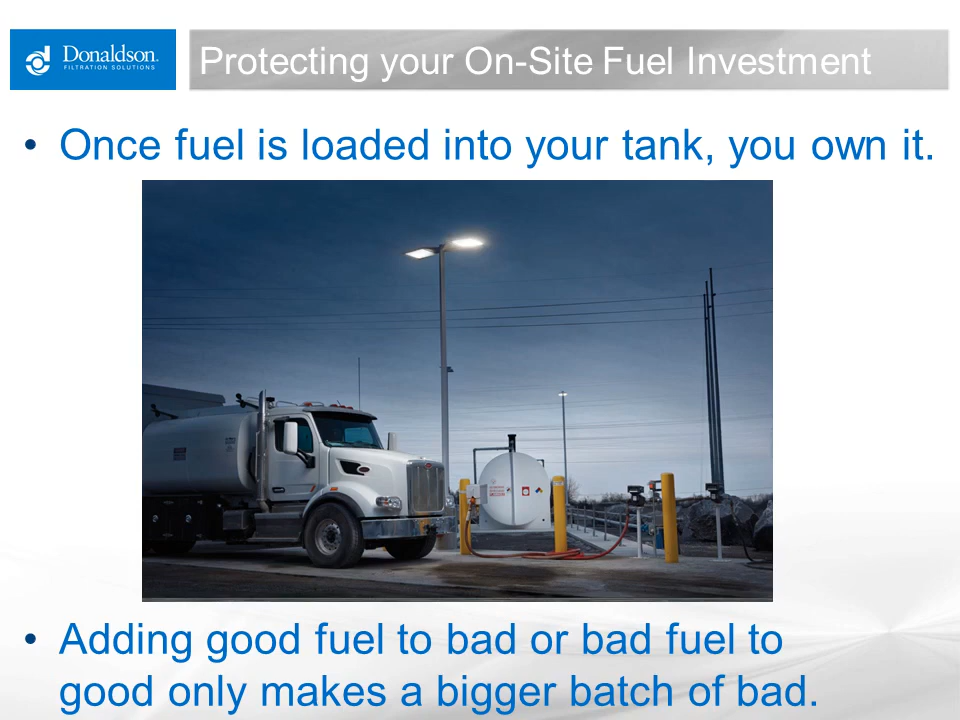 Donaldson.
FILTRATION SOLUTIONS
Protecting your On-Site Fuel Investment
• Once fuel is loaded into your tank, you own it.
• Adding good fuel to bad or bad fuel to
good only makes a bigger batch of bad.